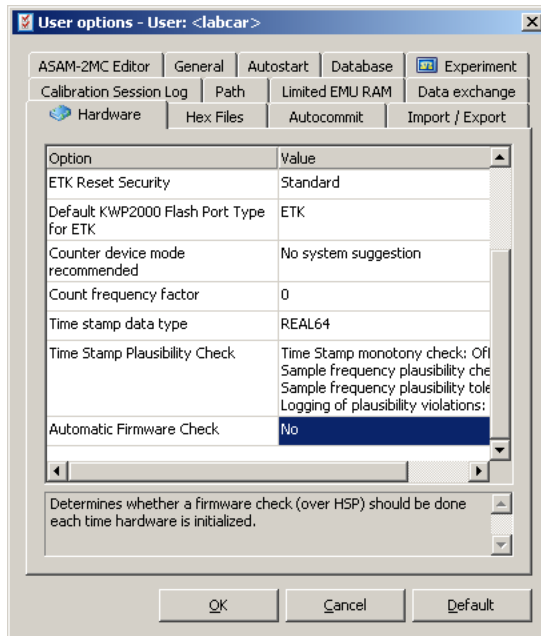 User options - User: <labcar>
ASAM-2MC Editor General Autostart Database Experiment
Calibration Session Log Path Limited EMU RAM Data exchange
Hardware Hex Files Autocommit Import / Export
Option Value
ETK Reset Security Standard
Default KWP2000 Flash Port Type ETK
for ETK
Counter device mode No system suggestion
recommended
Count frequency factor 0
Time stamp data type REAL64
Time Stamp Plausibility Check Time Stamp monotony check: Off
Sample frequency plausibility che
Sample frequency plausibility tole
Logging of plausibility violations:
Automatic Firmware Check No
Determines whether a firmware check (over HSP) should be done
each time hardware is initialized.
OK Cancel Default